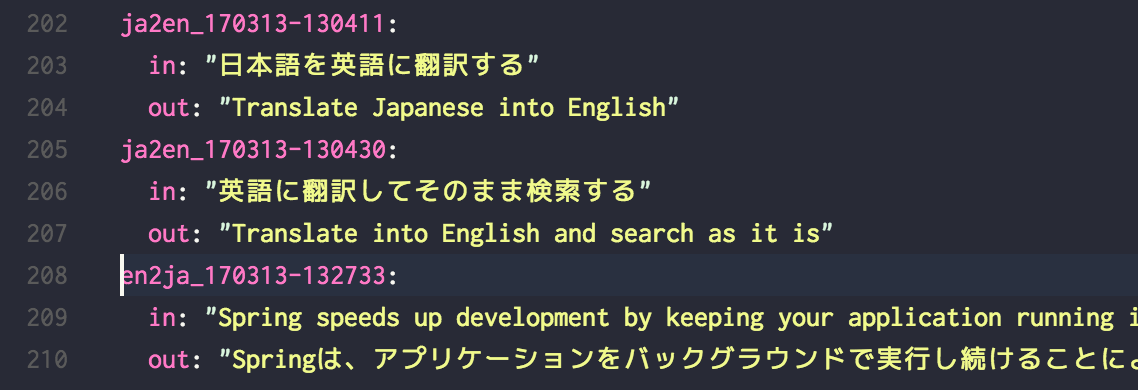 202 ja2en_170313-130411:
203 in: "日本語を英語に翻訳する"
204 out: "Translate Japanese into English"
205 ja2en_170313-130430:
206 in: "英語に翻訳してそのまま検索する"
207 out: "Translate into English and search as it is"
208 en2ja_170313-132733:
209 in: "Spring speeds up development by keeping your application running
210 out: "Springは、アプリケーションをバックグラウンドで実行し続けることに